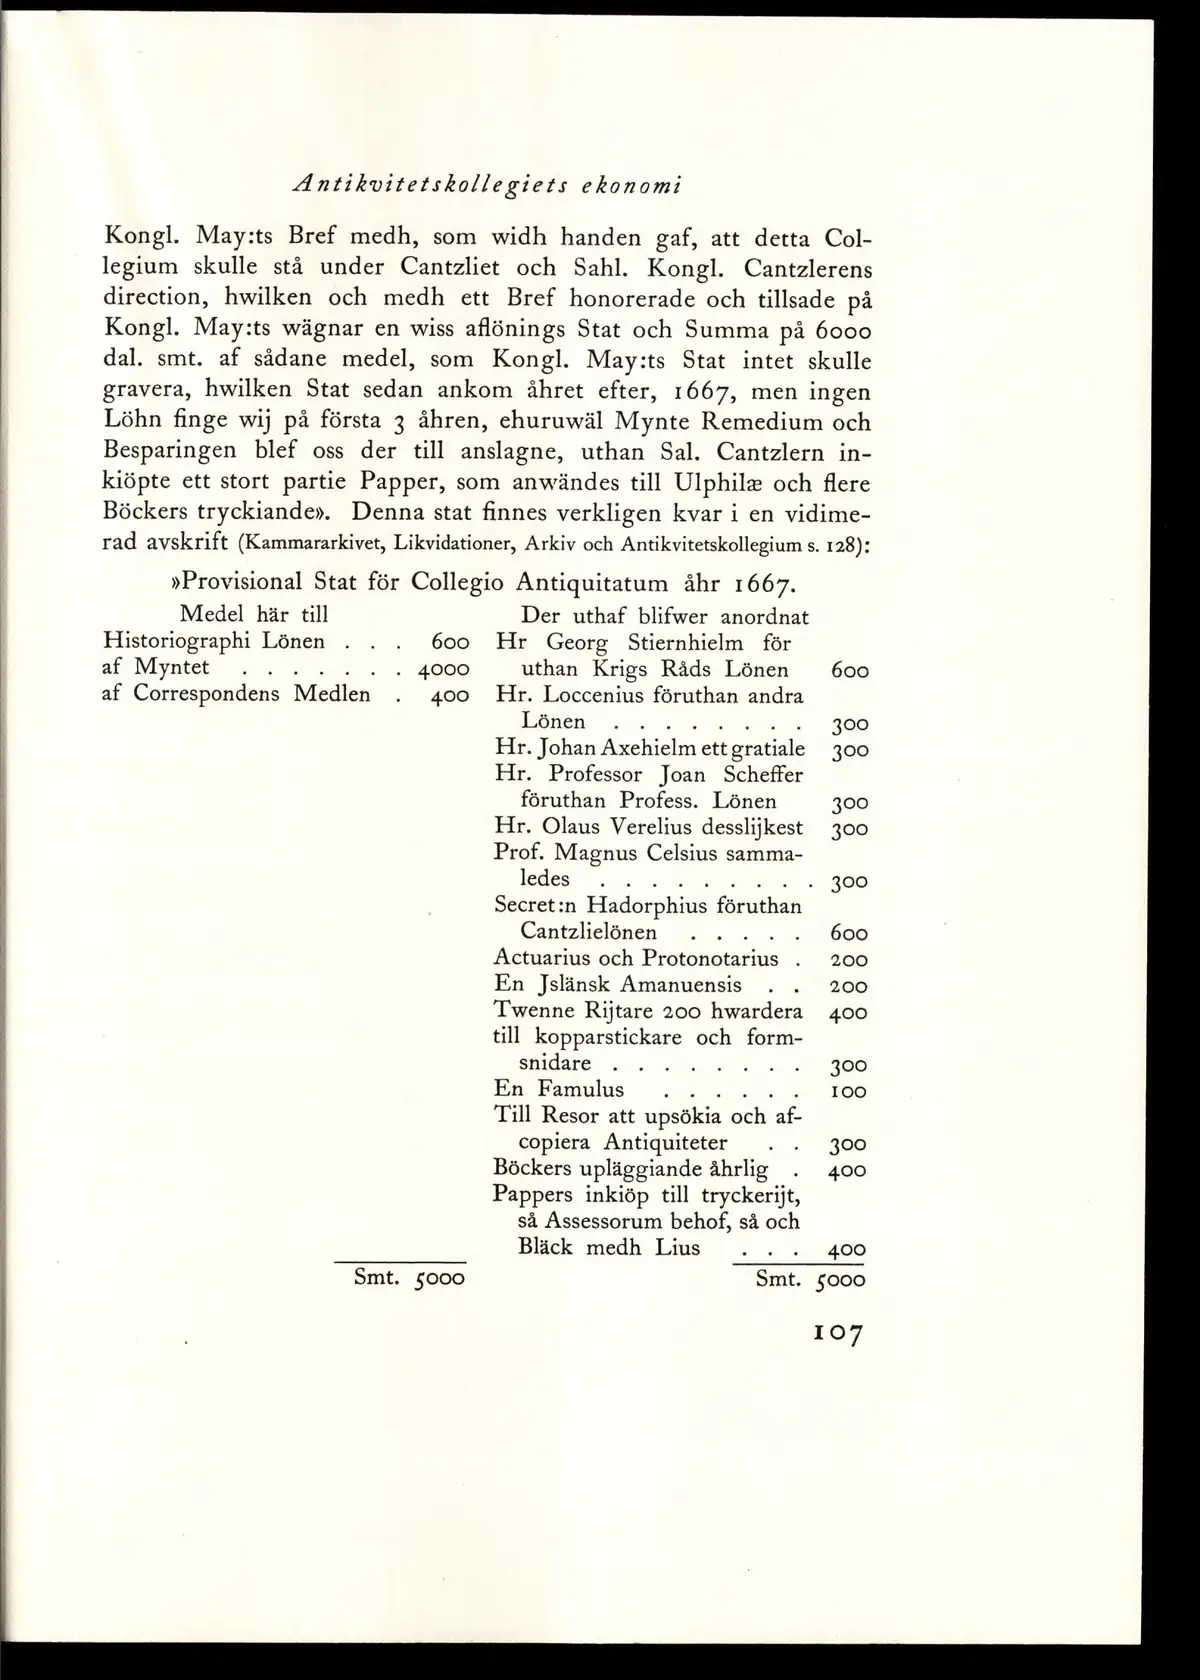 Antikvitetskollegiets ekonomi
Kongl. May:ts Bref medh, som widh handen gaf, att detta Col-
legium skulle stå under Cantzliet och Sahl. Kongl. Cantzlerens
direction, hwilken och medh ett Bref honorerade och tillsade på
Kongl. May:ts wägnar en wiss aflönings Stat och Summa på 6000
dal. smt. af sådane medel, som Kongl. May:ts Stat intet skulle
gravera, hwilken Stat sedan ankom åhret efter, 1667, men ingen
Löhn finge wij på första 3 åhren, ehuruwäl Mynte Remedium och
Besparingen blef oss der till anslagne, uthan Sal. Cantzlern in-
kiöpte ett stort partie Papper, som anwändes till Ulphilæ och flere
Böckers tryckiande». Denna stat finnes verkligen kvar i en vidime-
rad avskrift (Kammararkivet, Likvidationer, Arkiv och Antikvitetskollegium s. 128):
»Provisional Stat för Collegio Antiquitatum åhr 1667.
Medel här till
Historiographi Lönen . . . 600
af Myntet . . . . . . . 4000
af Correspondens Medlen . 400
Smt. 5000
Der uthaf blifwer anordnat
Hr Georg Stiernhielm för
uthan Krigs Råds Lönen 600
Hr. Loccenius föruthan andra
Lönen . . . . . . . . 300
Hr. Johan Axehielm ett gratiale 300
Hr. Professor Joan Scheffer
föruthan Profess. Lönen 300
Hr. Olaus Verelius desslijkest 300
Prof. Magnus Celsius samma-
ledes . . . . . . . . . 300
Secret:n Hadorphius föruthan
Cantzlielönen . . . . . 600
Actuarius och Protonotarius . 200
En Jslänsk Amanuensis . . 200
Twenne Rijtare 200 hwardera 400
till kopparstickare och form-
snidare . . . . . . . . 300
En Famulus . . . . . . 100
Till Resor att upsökia och af-
copiera Antiquiteter . . 300
Böckers upläggiande åhrlig . 400
Pappers inkiöp till tryckerijt,
så Assessorum behof, så och
Bläck medh Lius . . . 400
Smt. 5000
107